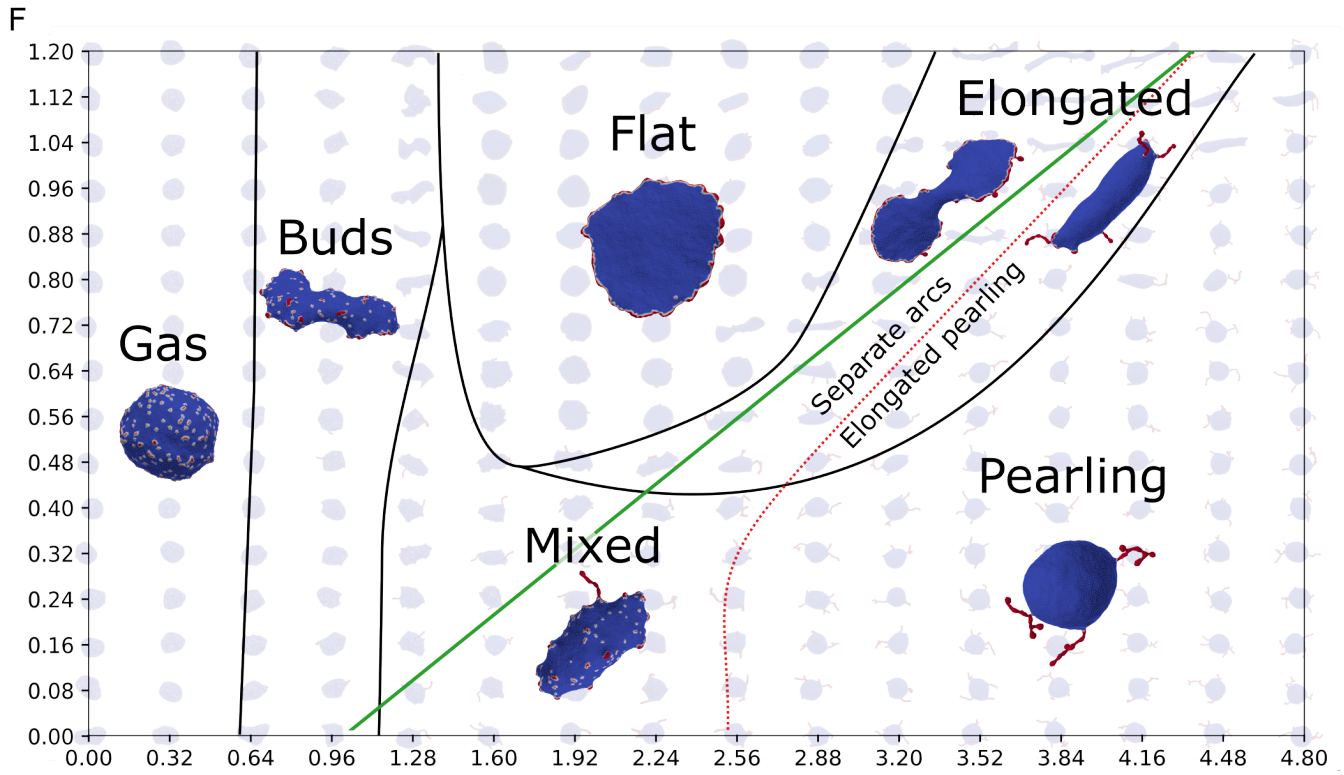 F
1.20
1.12
1.04
0.96
0.88
0.80
0.72
0.64
0.56
0.48
0.40
0.32
0.24
0.16
0.08
0.00
Elongated
Flat
Buds
Gas
Separate arcs
Elongated pearling
Pearling
Mixed
0.00 0.32 0.64 0.96 1.28 1.60 1.92 2.24 2.56 2.88 3.20 3.52 3.84 4.16 4.48 4.80